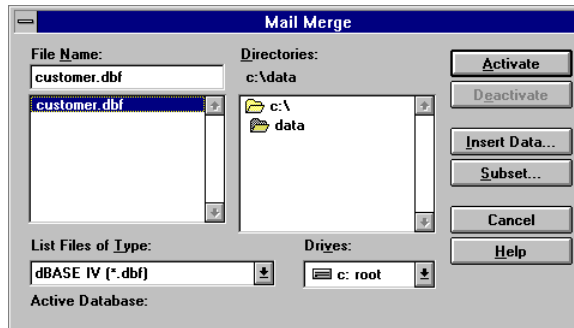 Mail Merge
File Name:
customer.dbf
customer.dbf
Directories:
c:\data
c:\
data
List Files of Type:
dBASE IV (*.dbf)
Drives:
c: root
Active Database:
Activate
Deactivate
Insert Data...
Subset...
Cancel
Help